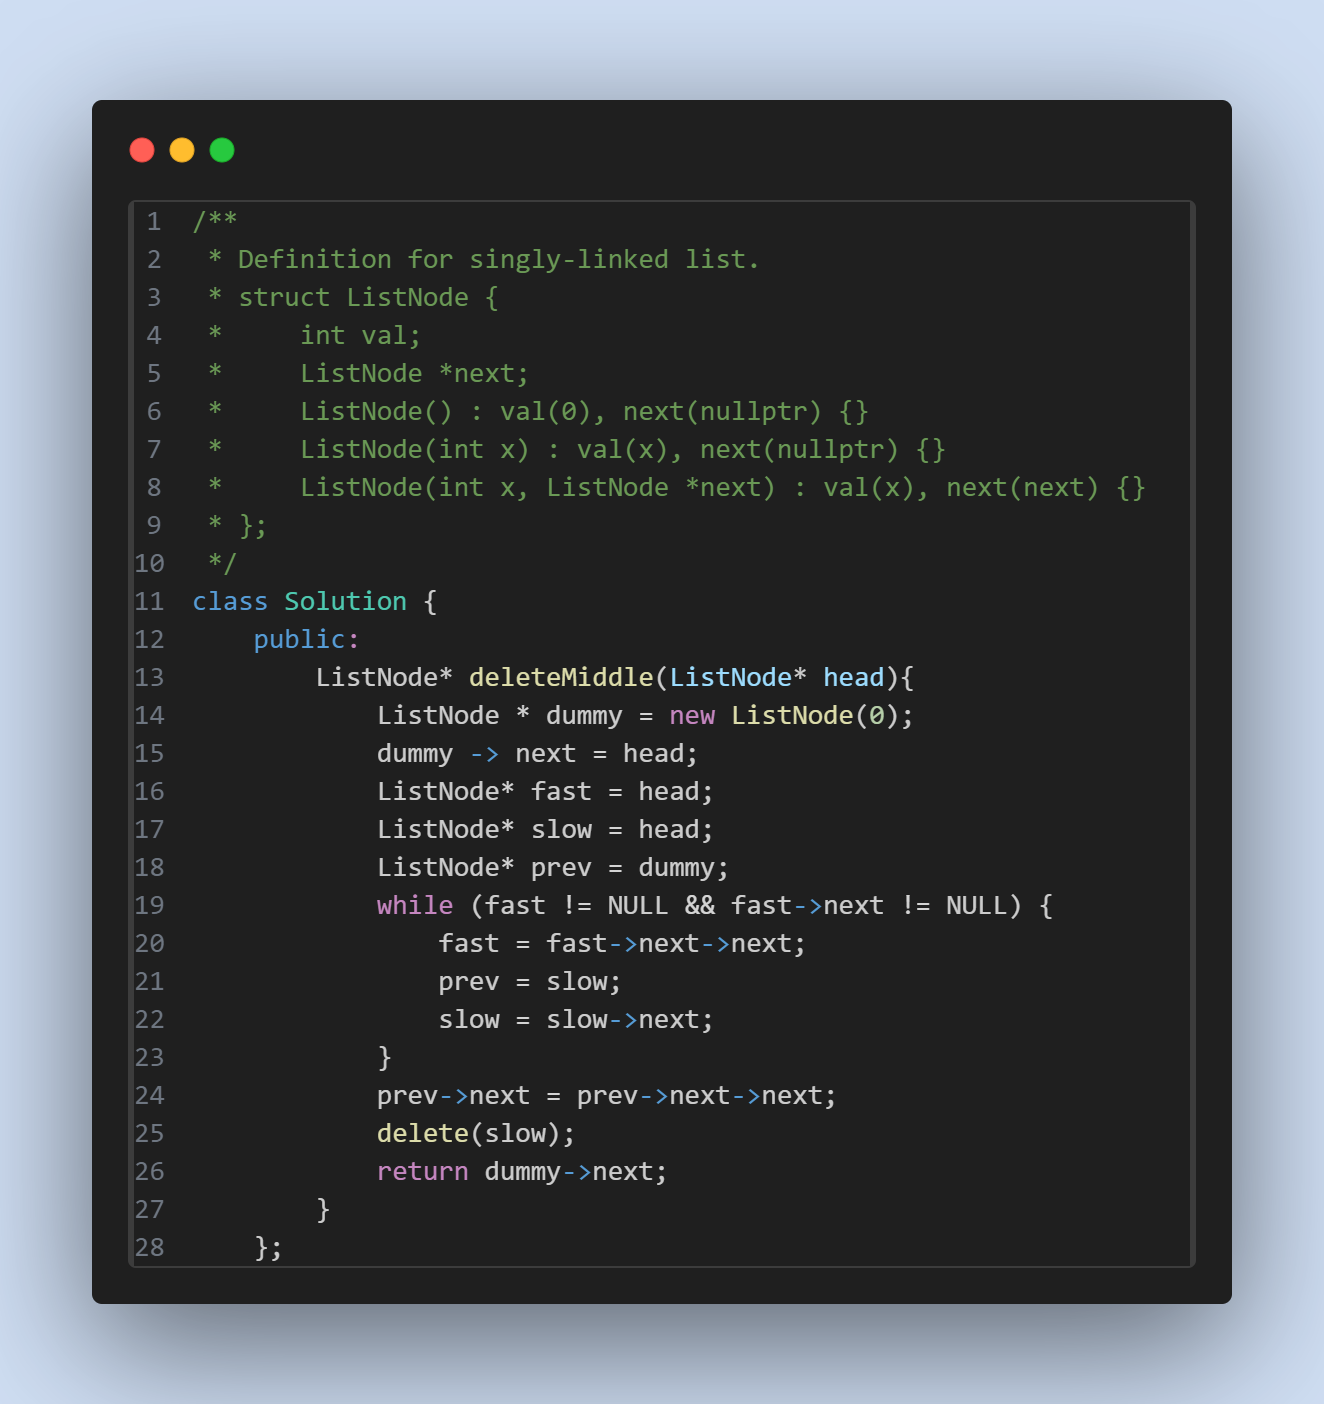 1 /**
2  * Definition for singly-linked list.
3  * struct ListNode {
4  *     int val;
5  *     ListNode *next;
6  *     ListNode() : val(0), next(nullptr) {}
7  *     ListNode(int x) : val(x), next(nullptr) {}
8  *     ListNode(int x, ListNode *next) : val(x), next(next) {}
9  * };
10  */
11 class Solution {
12     public:
13         ListNode* deleteMiddle(ListNode* head){
14             ListNode * dummy = new ListNode(0);
15             dummy -> next = head;
16             ListNode* fast = head;
17             ListNode* slow = head;
18             ListNode* prev = dummy;
19             while (fast != NULL && fast->next != NULL) {
20                 fast = fast->next->next;
21                 prev = slow;
22                 slow = slow->next;
23             }
24             prev->next = prev->next->next;
25             delete(slow);
26             return dummy->next;
27         }
28     };